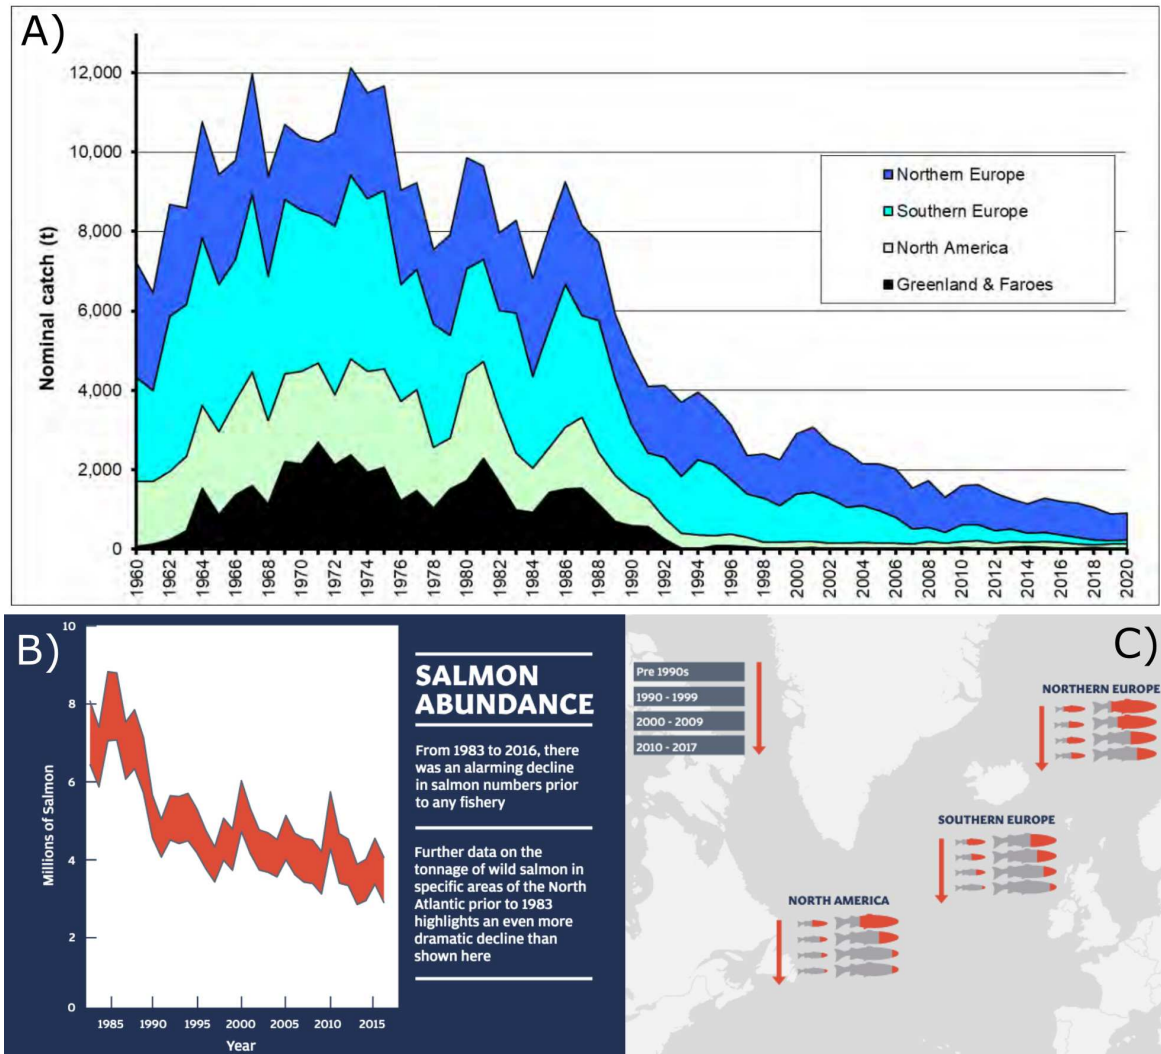 A)
Nominal catch (t)
12,000
10,000
8,000
6,000
4,000
2,000
0
Northern Europe
Southern Europe
North America
Greenland & Faroes
1960 1962 1964 1966 1968 1970 1972 1974 1976 1978 1980 1982 1984 1986 1988 1990 1992 1994 1996 1998 2000 2002 2004 2006 2008 2010 2012 2014 2016 2018 2020
B)
Millions of Salmon
10
8
6
4
2
0
1985 1990 1995 2000 2005 2010 2015
Year
SALMON
ABUNDANCE
From 1983 to 2016, there
was an alarming decline
in salmon numbers prior
to any fishery
Further data on the
tonnage of wild salmon in
specific areas of the North
Atlantic prior to 1983
highlights an even more
dramatic decline than
shown here
C)
Pre 1990s
1990 - 1999
2000 - 2009
2010 - 2017
NORTHERN EUROPE
SOUTHERN EUROPE
NORTH AMERICA